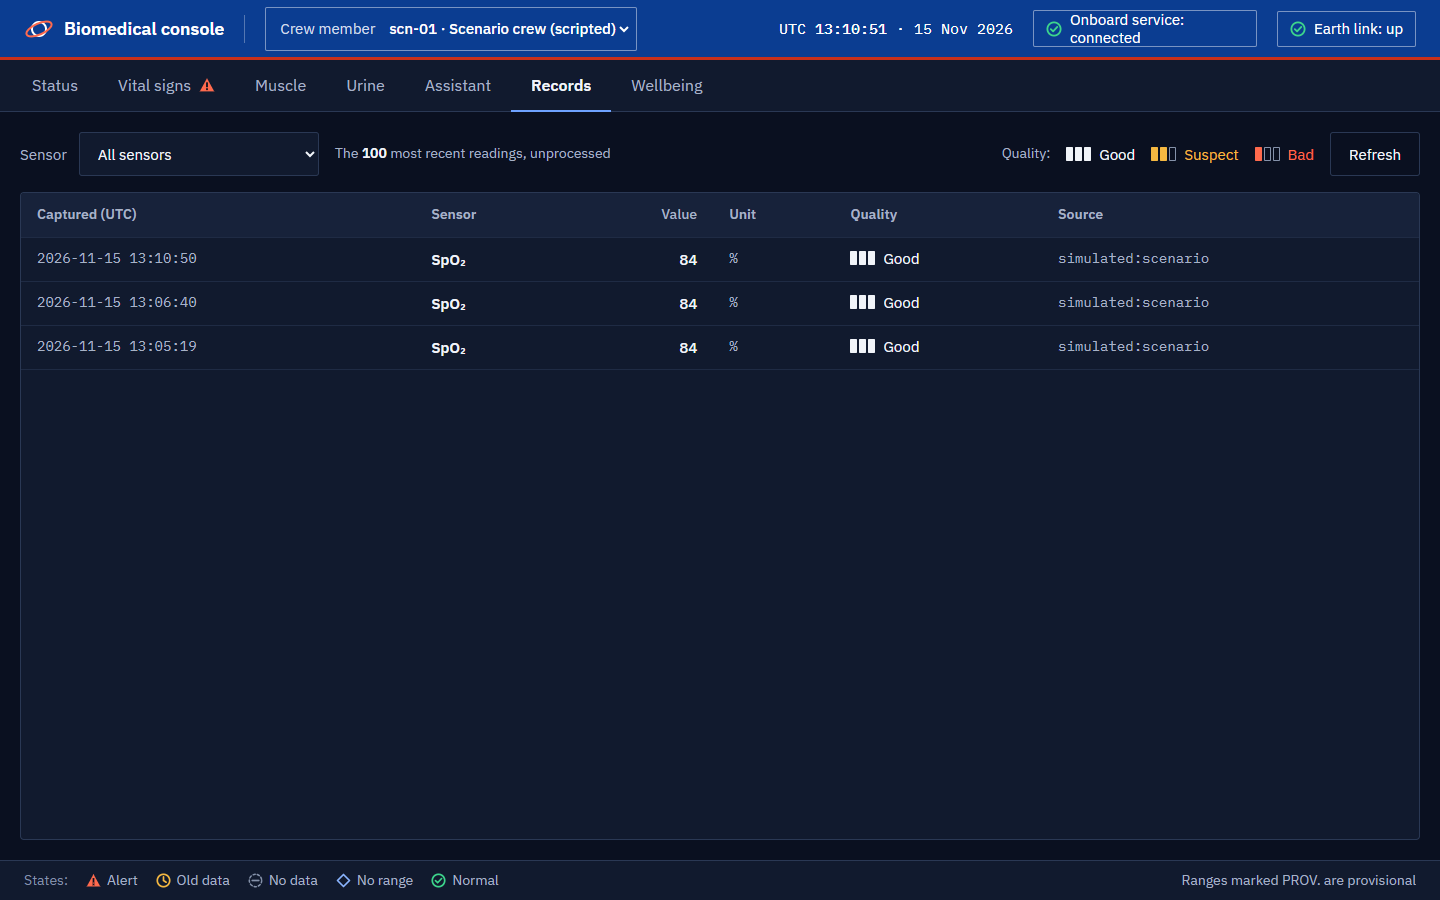 Biomedical console
Crew member scn-01 · Scenario crew (scripted)
UTC 13:10:51 · 15 Nov 2026
Onboard service: connected
Earth link: up
Status Vital signs Muscle Urine Assistant Records Wellbeing
Sensor All sensors The 100 most recent readings, unprocessed Quality: Good Suspect Bad Refresh
Captured (UTC) Sensor Value Unit Quality Source
2026-11-15 13:10:50 SpO₂ 84 % Good simulated:scenario
2026-11-15 13:06:40 SpO₂ 84 % Good simulated:scenario
2026-11-15 13:05:19 SpO₂ 84 % Good simulated:scenario
States: Alert Old data No data No range Normal Ranges marked PROV. are provisional